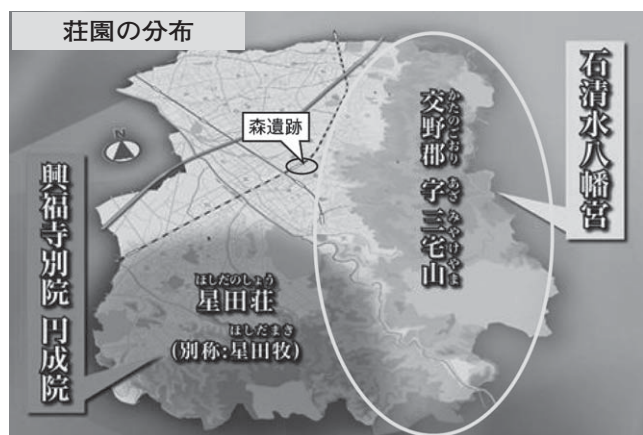 荘園の分布
石清水八幡宮
かたのごおり あざ みやけやま
交野郡 字 三宅山
森遺跡
N
ほしだのしょう
星田荘
ほしだまき
(別称:星田牧)
興福寺別院 円成院